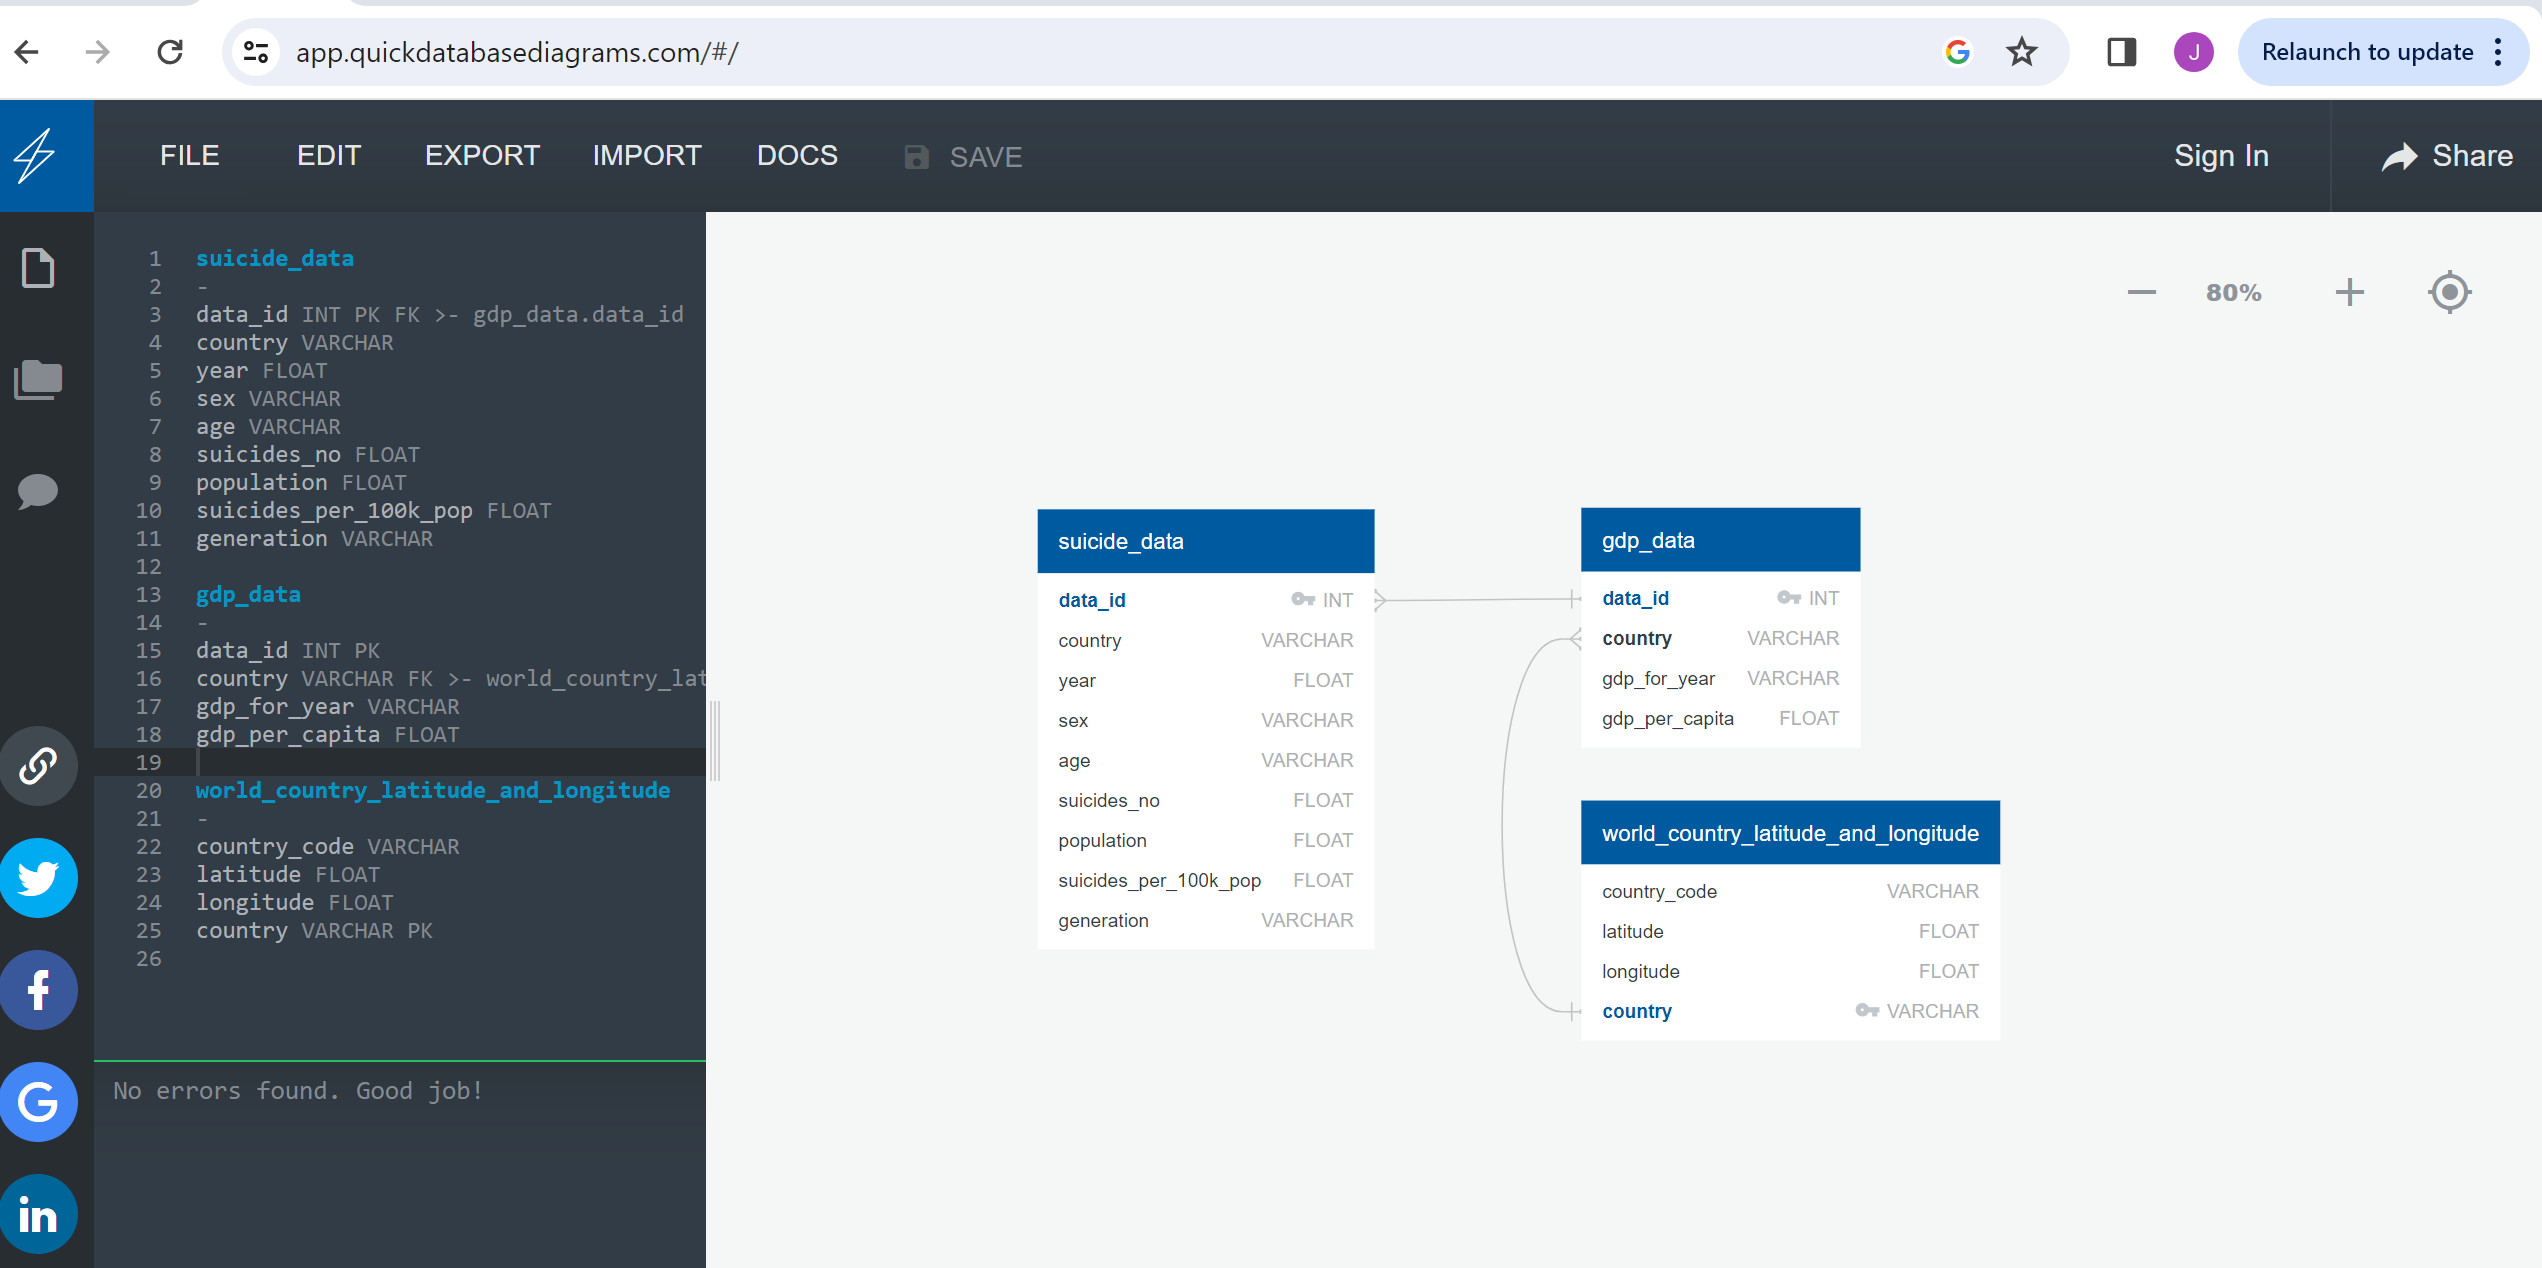 app.quickdatabasediagrams.com/#/
J
Relaunch to update
FILE EDIT EXPORT IMPORT DOCS SAVE
Sign In
Share
1 suicide_data
2 -
3 data_id INT PK FK >- gdp_data.data_id
4 country VARCHAR
5 year FLOAT
6 sex VARCHAR
7 age VARCHAR
8 suicides_no FLOAT
9 population FLOAT
10 suicides_per_100k_pop FLOAT
11 generation VARCHAR
12
13 gdp_data
14 -
15 data_id INT PK
16 country VARCHAR FK >- world_country_lat
17 gdp_for_year VARCHAR
18 gdp_per_capita FLOAT
19
20 world_country_latitude_and_longitude
21 -
22 country_code VARCHAR
23 latitude FLOAT
24 longitude FLOAT
25 country VARCHAR PK
26
No errors found. Good job!
80%
suicide_data
data_id INT
country VARCHAR
year FLOAT
sex VARCHAR
age VARCHAR
suicides_no FLOAT
population FLOAT
suicides_per_100k_pop FLOAT
generation VARCHAR
gdp_data
data_id INT
country VARCHAR
gdp_for_year VARCHAR
gdp_per_capita FLOAT
world_country_latitude_and_longitude
country_code VARCHAR
latitude FLOAT
longitude FLOAT
country VARCHAR